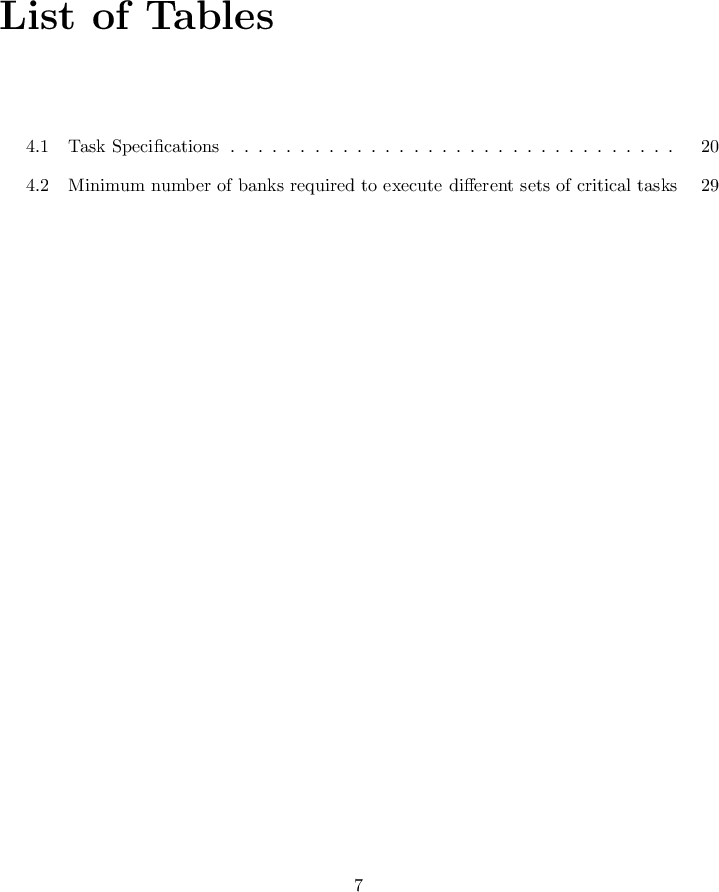 List of Tables
4.1 Task Specifications . . . . . . . . . . . . . . . . . . . . . . . . . . . . . . . . 20
4.2 Minimum number of banks required to execute different sets of critical tasks 29
7